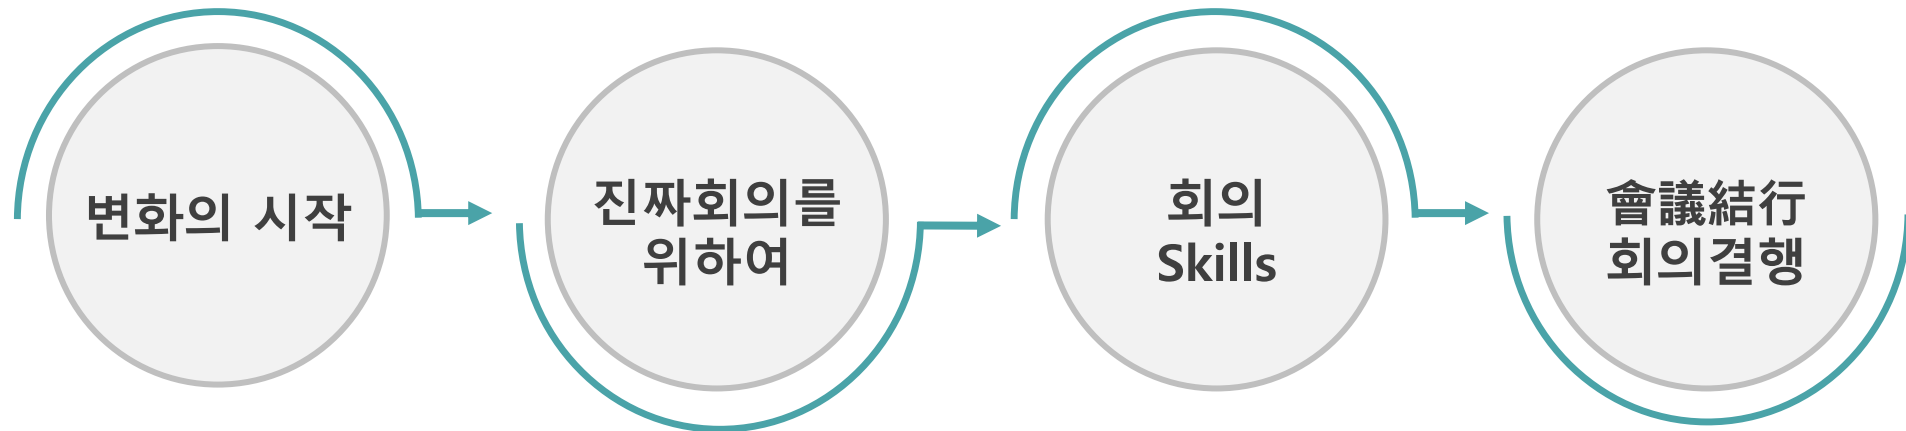 변화의 시작
진짜회의를
위하여
회의
Skills
會議結行
회의결행